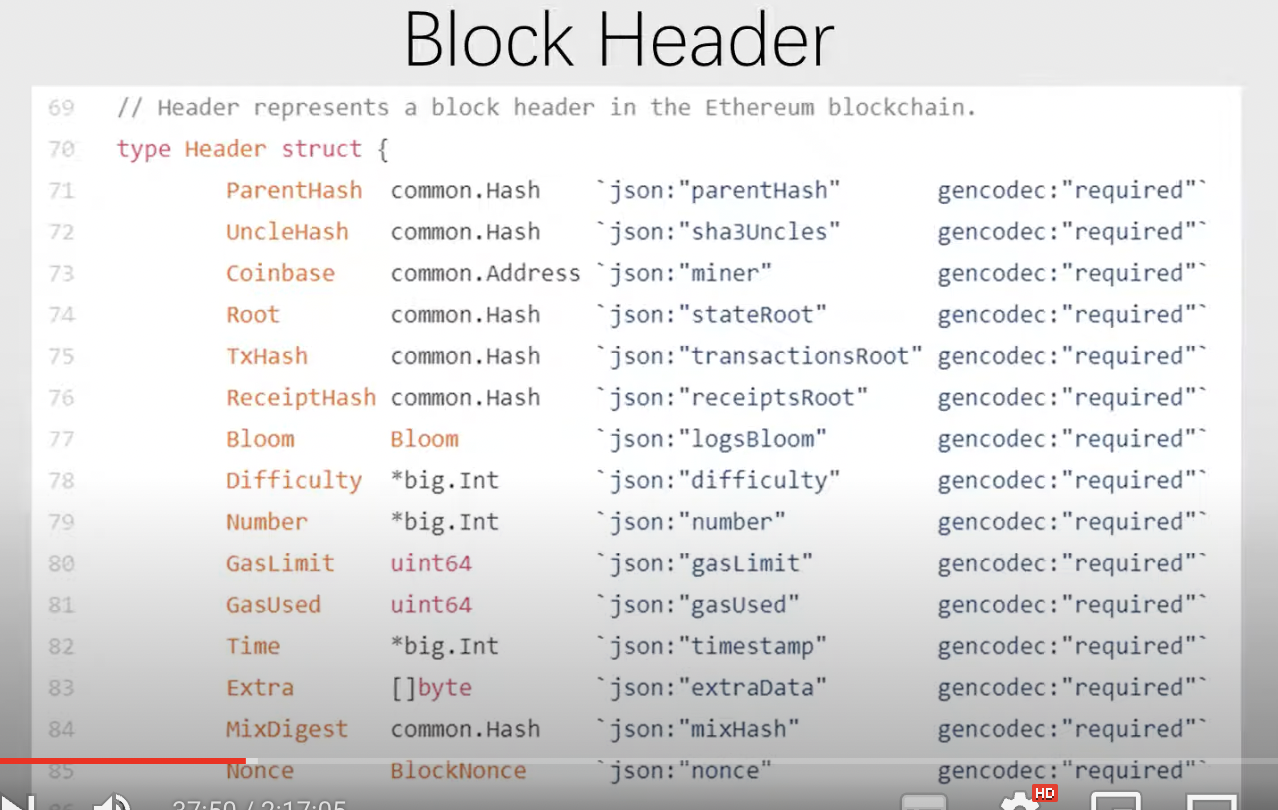 Block Header
69 // Header represents a block header in the Ethereum blockchain.
70 type Header struct {
71 ParentHash common.Hash `json:"parentHash" gencodec:"required"`
72 UncleHash common.Hash `json:"sha3Uncles" gencodec:"required"`
73 Coinbase common.Address `json:"miner" gencodec:"required"`
74 Root common.Hash `json:"stateRoot" gencodec:"required"`
75 TxHash common.Hash `json:"transactionsRoot" gencodec:"required"`
76 ReceiptHash common.Hash `json:"receiptsRoot" gencodec:"required"`
77 Bloom Bloom `json:"logsBloom" gencodec:"required"`
78 Difficulty *big.Int `json:"difficulty" gencodec:"required"`
79 Number *big.Int `json:"number" gencodec:"required"`
80 GasLimit uint64 `json:"gasLimit" gencodec:"required"`
81 GasUsed uint64 `json:"gasUsed" gencodec:"required"`
82 Time *big.Int `json:"timestamp" gencodec:"required"`
83 Extra []byte `json:"extraData" gencodec:"required"`
84 MixDigest common.Hash `json:"mixHash" gencodec:"required"`
85 Nonce BlockNonce `json:"nonce" gencodec:"required"`
37:50 / 2:17:05 HD